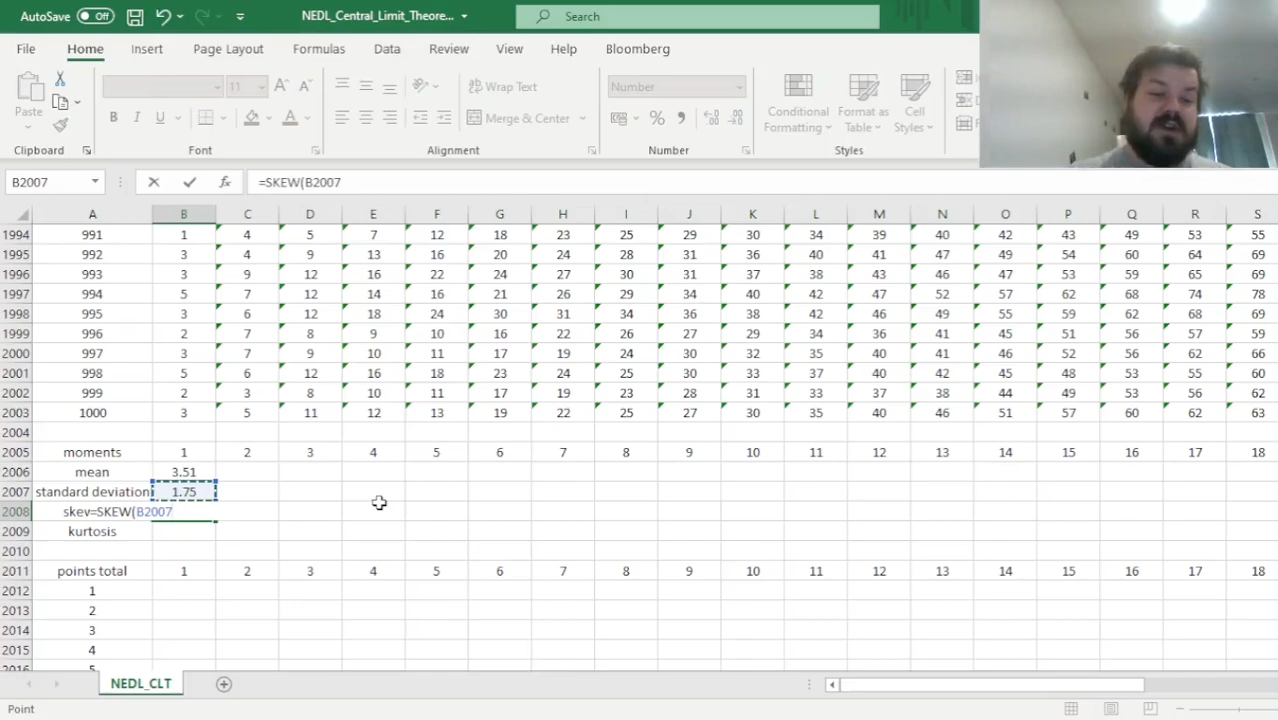 AutoSave Off NEDL_Central_Limit_Theore... Search
File Home Insert Page Layout Formulas Data Review View Help Bloomberg
Paste 11 Wrap Text Number Conditional Format as Cell
B I U A Merge & Center % Formatting Table Styles
Clipboard Font Alignment Number Styles
B2007 fx =SKEW(B2007
A B C D E F G H I J K L M N O P Q R S
1994 991 1 4 5 7 12 18 23 25 29 30 34 39 40 42 43 49 53 55
1995 992 3 4 9 13 16 20 24 28 31 36 40 41 47 49 54 60 64 69
1996 993 3 9 12 16 22 24 27 30 31 37 38 43 46 47 53 59 65 69
1997 994 5 7 12 14 16 21 26 29 34 40 42 47 52 57 62 68 74 78
1998 995 3 6 12 18 24 30 31 34 36 38 42 46 49 55 59 62 68 69
1999 996 2 7 8 9 10 16 22 26 27 29 34 36 41 45 51 56 57 59
2000 997 3 7 9 10 11 17 19 24 30 32 35 40 41 46 52 56 62 66
2001 998 5 6 12 16 18 23 24 25 30 33 37 40 42 45 48 53 55 60
2002 999 2 3 8 10 11 17 19 25 28 31 33 37 38 44 49 53 56 62
2003 1000 3 5 11 12 13 19 22 25 27 30 35 40 46 51 57 60 62 63
2004
2005 moments 1 2 3 4 5 6 7 8 9 10 11 12 13 14 15 16 17 18
2006 mean 3.51
2007 standard deviation 1.75
2008 skev=SKEW(B2007
2009 kurtosis
2010
2011 points total 1 2 3 4 5 6 7 8 9 10 11 12 13 14 15 16 17 18
2012 1
2013 2
2014 3
2015 4
2016 5
NEDL_CLT
Point